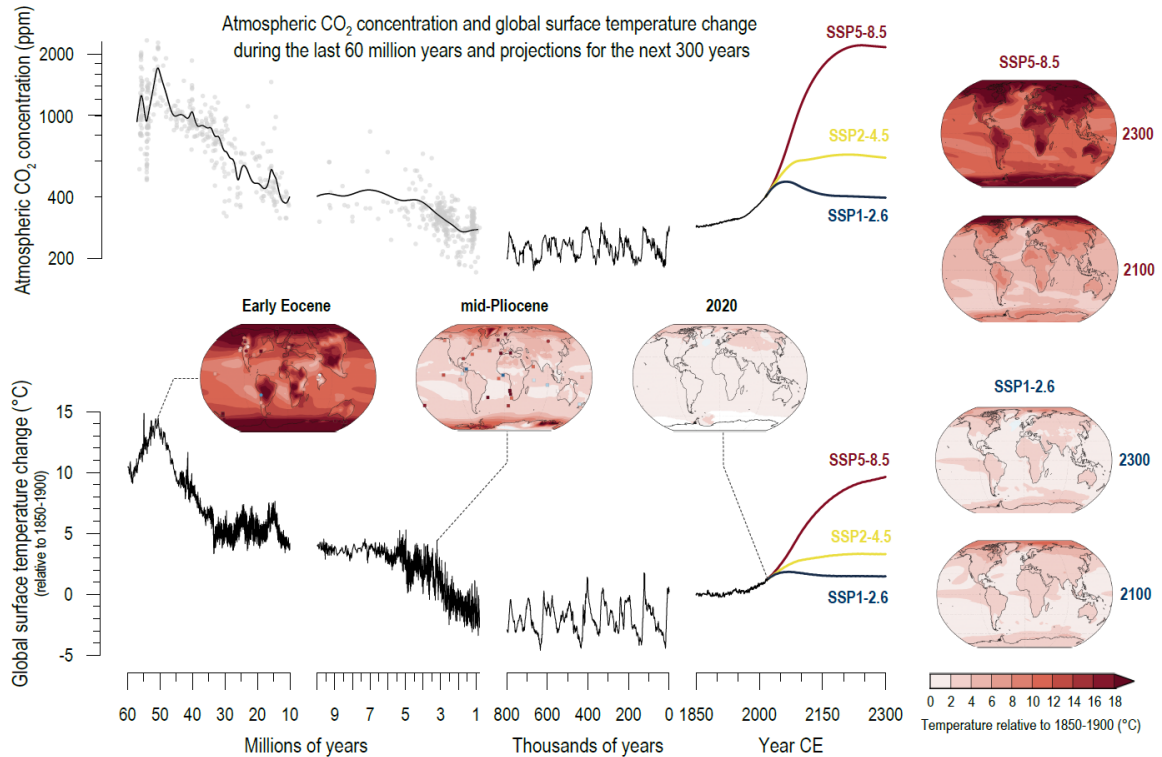 Atmospheric CO₂ concentration and global surface temperature change
during the last 60 million years and projections for the next 300 years
Atmospheric CO₂ concentration (ppm)
2000
1000
400
200
SSP5-8.5
SSP2-4.5
SSP1-2.6
SSP5-8.5
2300
2100
Early Eocene
mid-Pliocene
2020
Global surface temperature change (°C)
(relative to 1850-1900)
15
10
5
0
-5
SSP5-8.5
SSP2-4.5
SSP1-2.6
SSP1-2.6
2300
2100
60 50 40 30 20 10
9 7 5 3 1
800 600 400 200 0
1850 2000 2150 2300
Millions of years
Thousands of years
Year CE
0 2 4 6 8 10 12 14 16 18
Temperature relative to 1850-1900 (°C)